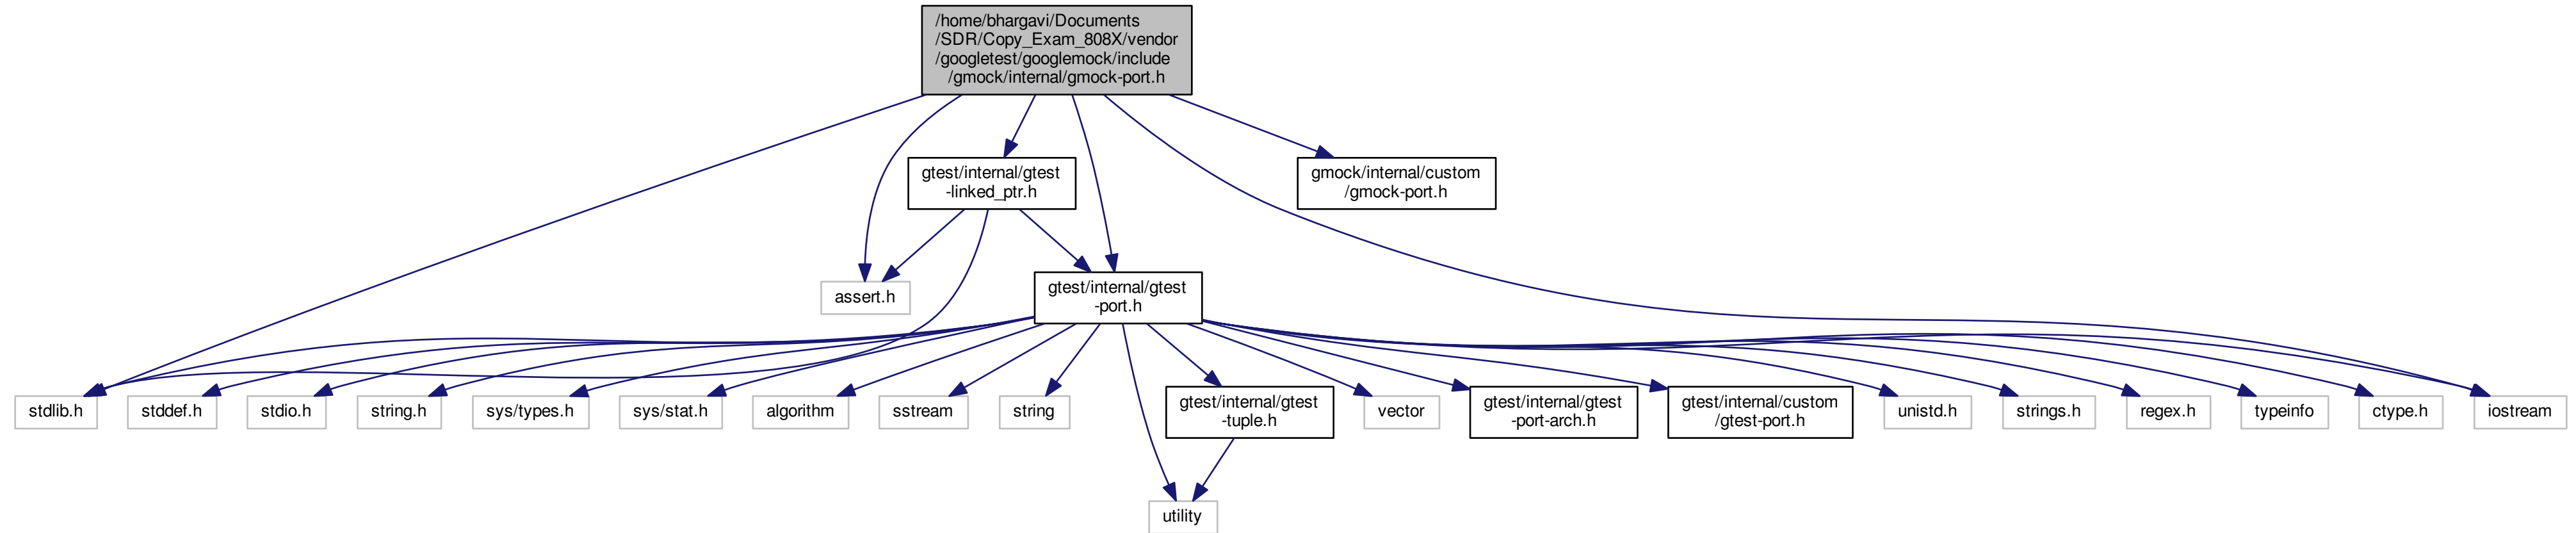 /home/bhargavi/Documents
/SDR/Copy_Exam_808X/vendor
/googletest/googlemock/include
/gmock/internal/gmock-port.h
gtest/internal/gtest
-linked_ptr.h
gmock/internal/custom
/gmock-port.h
assert.h
gtest/internal/gtest
-port.h
stdlib.h
stddef.h
stdio.h
string.h
sys/types.h
sys/stat.h
algorithm
sstream
string
gtest/internal/gtest
-tuple.h
vector
gtest/internal/gtest
-port-arch.h
gtest/internal/custom
/gtest-port.h
unistd.h
strings.h
regex.h
typeinfo
ctype.h
iostream
utility